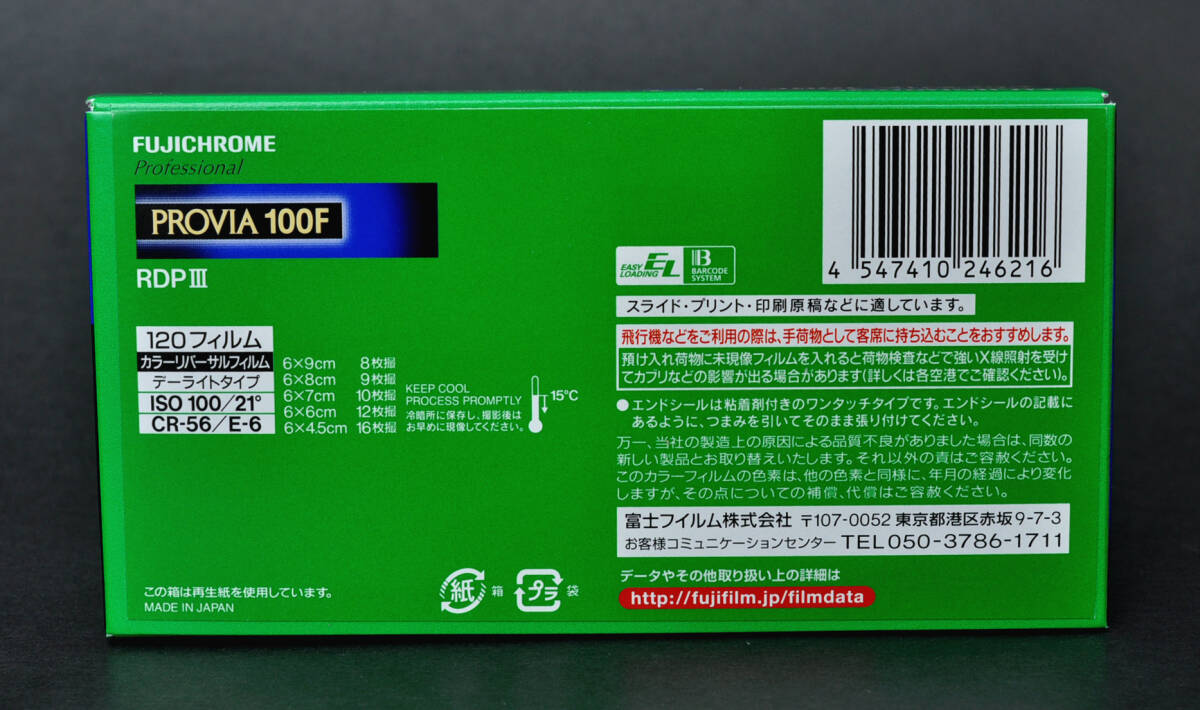 FUJICHROME
Professional
PROVIA 100F
RDP III
120フィルム
カラーリバーサルフィルム
デーライトタイプ
ISO 100/21°
CR-56/E-6
6×9cm 8枚撮
6×8cm 9枚撮
6×7cm 10枚撮
6×6cm 12枚撮
6×4.5cm 16枚撮
KEEP COOL
PROCESS PROMPTLY
冷暗所に保存し、撮影後は
お早めに現像してください。
15°C
この箱は再生紙を使用しています。
MADE IN JAPAN
紙 箱
プラ 袋
4 547410 246216
EASY LOADING EL
B BARCODE SYSTEM
スライド・プリント・印刷原稿などに適しています。
飛行機などをご利用の際は、手荷物として客席に持ち込むことをおすすめします。
預け入れ荷物に未現像フィルムを入れると荷物検査などで強いX線照射を受け
てカブリなどの影響が出る場合があります(詳しくは各空港でご確認ください)。
●エンドシールは粘着剤付きのワンタッチタイプです。エンドシールの記載に
あるように、つまみを引いてそのまま張り付けてください。
万一、当社の製造上の原因による品質不良がありました場合は、同数の
新しい製品とお取り替えいたします。それ以外の責はご容赦ください。
このカラーフィルムの色素は、他の色素と同様に、年月の経過により変化
しますが、その点についての補償、代償はご容赦ください。
富士フイルム株式会社 〒107-0052 東京都港区赤坂9-7-3
お客様コミュニケーションセンター TEL050-3786-1711
データやその他取り扱い上の詳細は
http://fujifilm.jp/filmdata